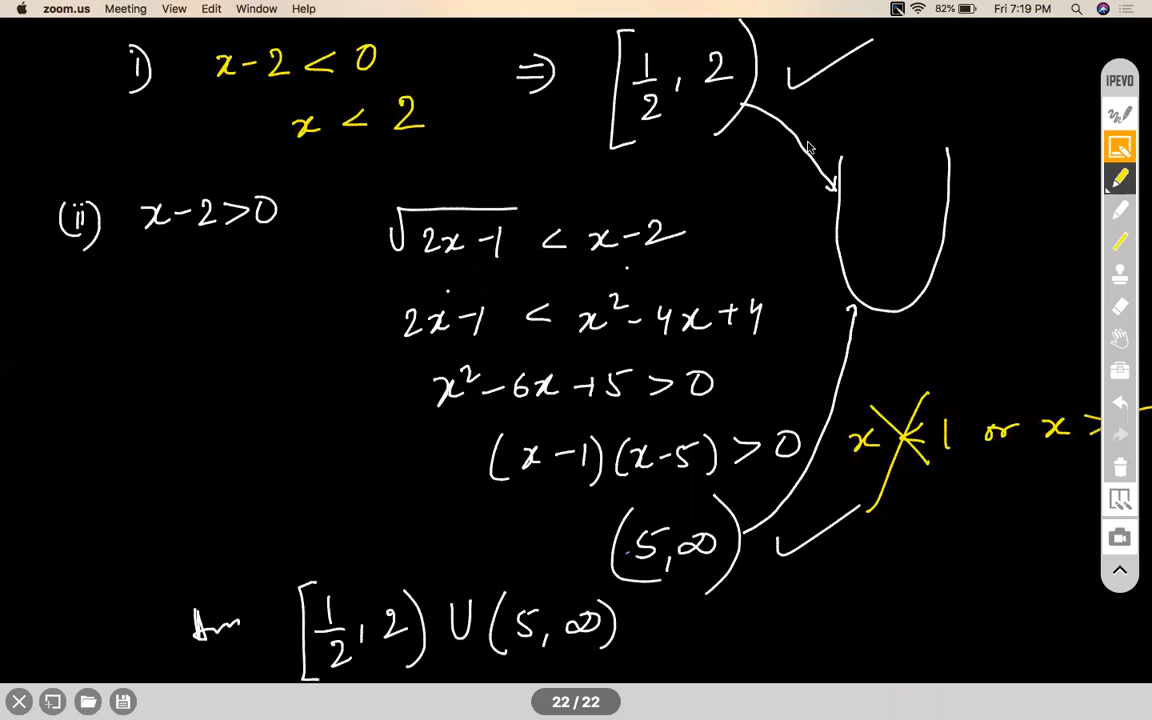 zoom.us Meeting View Edit Window Help 82% Fri 7:19 PM
i) x-2 < 0 ⇒ [1/2, 2)
x < 2
IPEVO
(ii) x-2>0 √(2x-1) < x-2
2x-1 < x²-4x+4
x²-6x+5 > 0
(x-1)(x-5) > 0 x < 1 or x >
(5,∞)
Ans [1/2, 2) U (5, ∞)
22 / 22